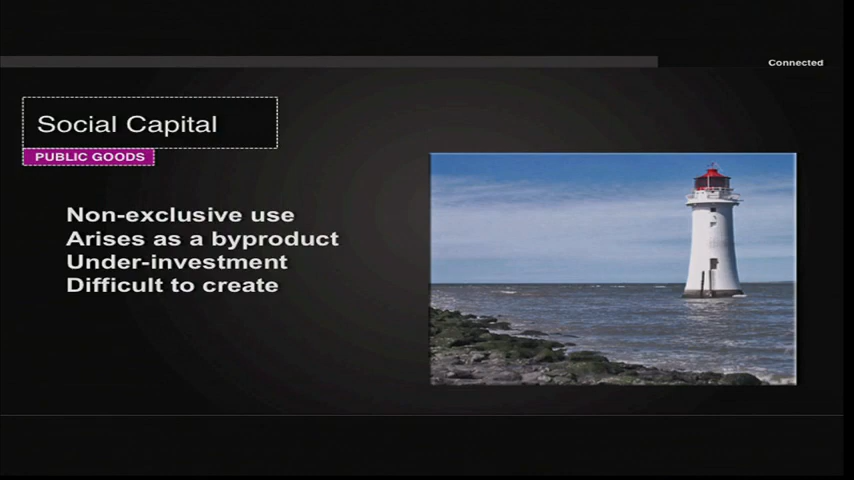 Connected
Social Capital
PUBLIC GOODS
Non-exclusive use
Arises as a byproduct
Under-investment
Difficult to create